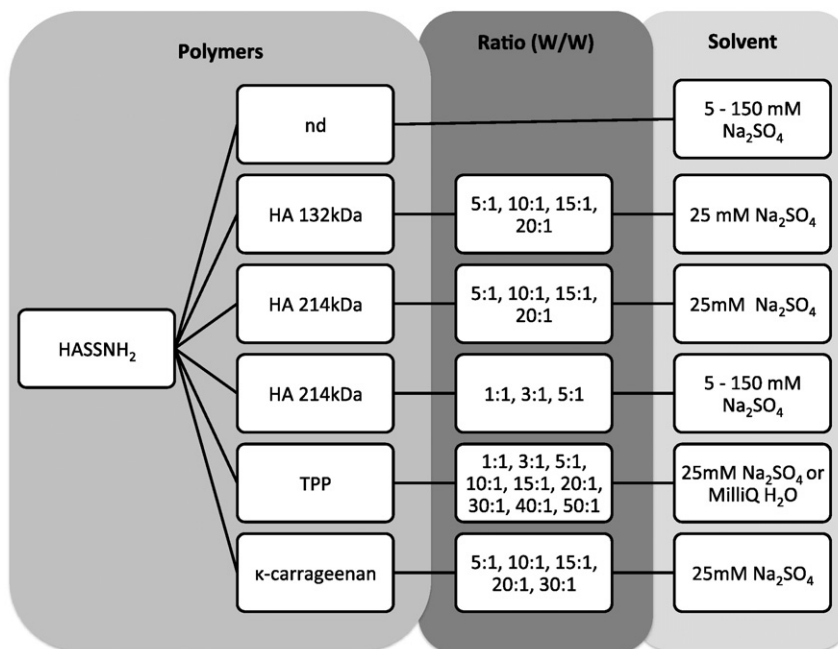 Polymers
Ratio (W/W)
Solvent
HASSNH₂
nd
5 - 150 mM
Na₂SO₄
HA 132kDa
5:1, 10:1, 15:1,
20:1
25 mM Na₂SO₄
HA 214kDa
5:1, 10:1, 15:1,
20:1
25mM Na₂SO₄
HA 214kDa
1:1, 3:1, 5:1
5 - 150 mM
Na₂SO₄
TPP
1:1, 3:1, 5:1,
10:1, 15:1, 20:1,
30:1, 40:1, 50:1
25mM Na₂SO₄ or
MilliQ H₂O
κ-carrageenan
5:1, 10:1, 15:1,
20:1, 30:1
25mM Na₂SO₄